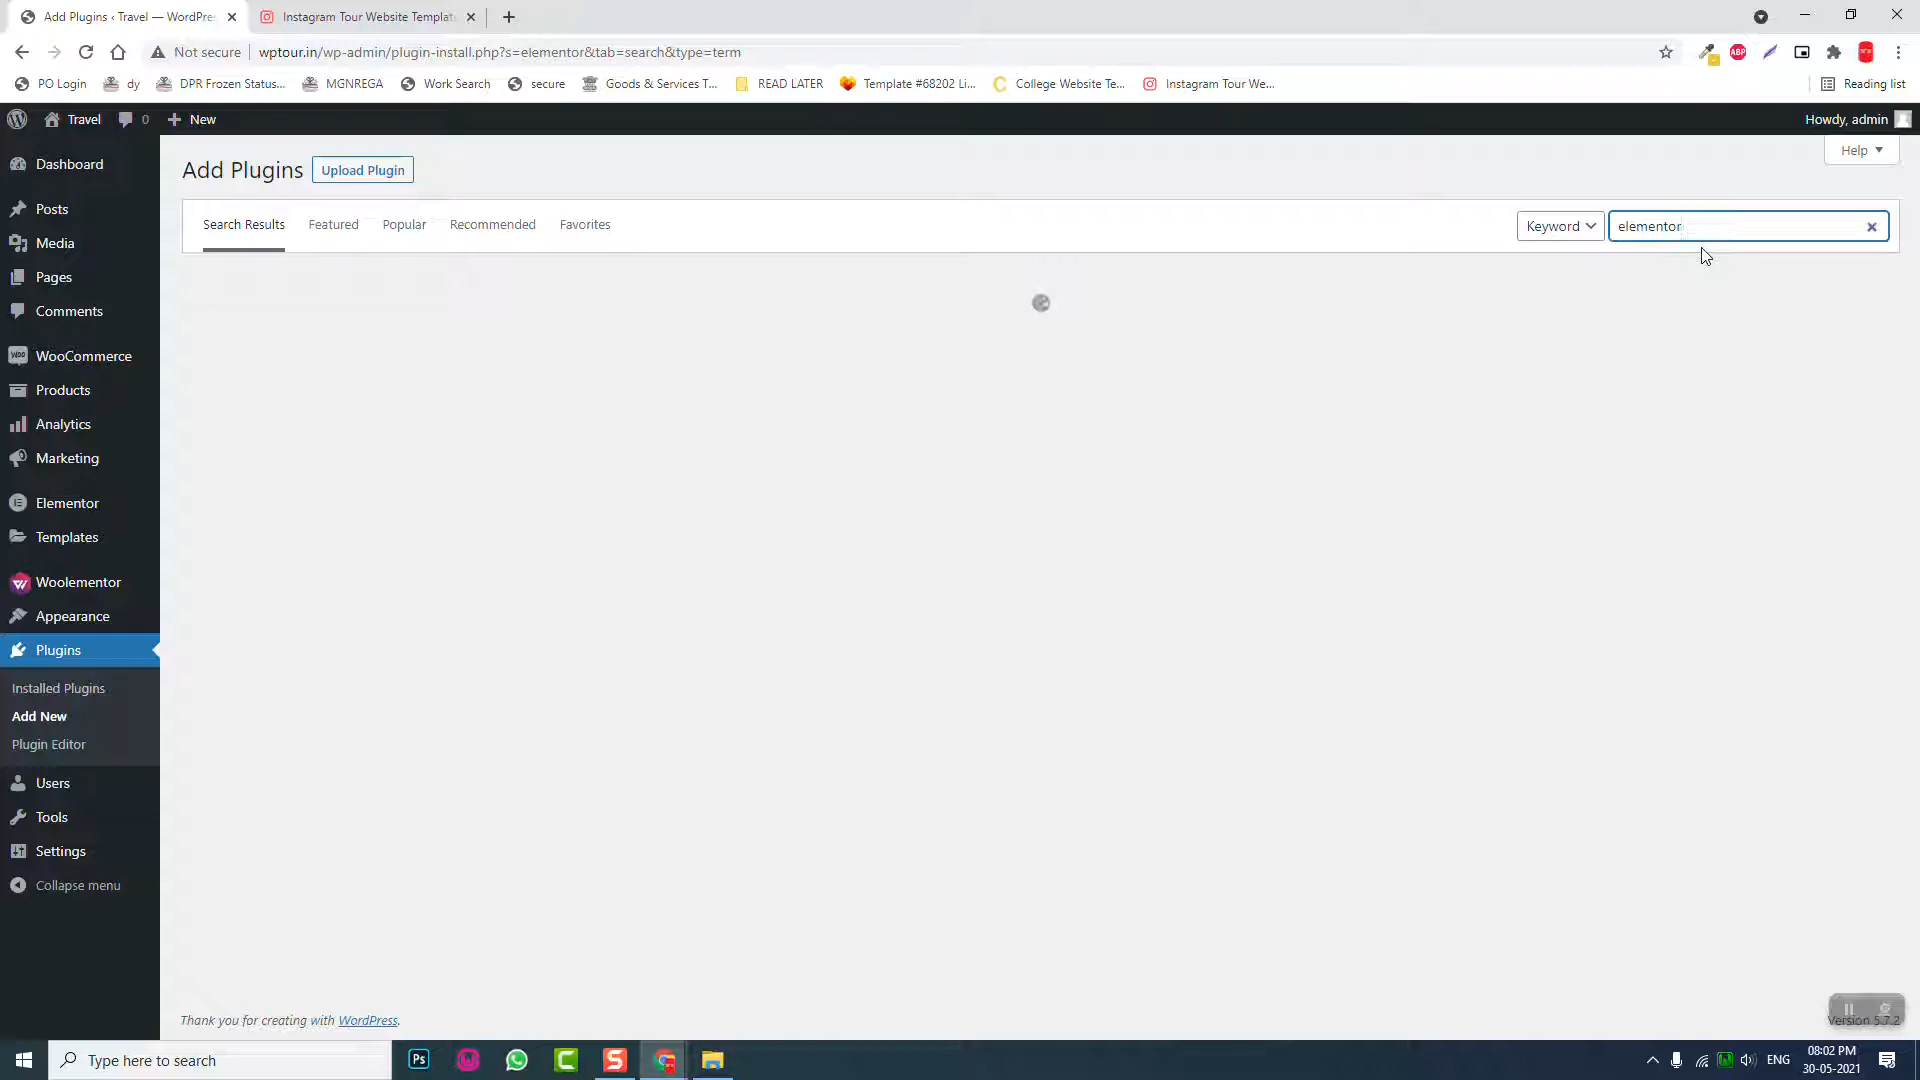 Add Plugins ‹ Travel — WordPre
Instagram Tour Website Templat
Not secure
wptour.in/wp-admin/plugin-install.php?s=elementor&tab=search&type=term
PO Login
dy
DPR Frozen Status...
MGNREGA
Work Search
secure
Goods & Services T...
READ LATER
Template #68202 Li...
College Website Te...
Instagram Tour We...
Reading list
Travel
0
New
Howdy, admin
Help
Dashboard
Posts
Media
Pages
Comments
WooCommerce
Products
Analytics
Marketing
Elementor
Templates
Woolementor
Appearance
Plugins
Installed Plugins
Add New
Plugin Editor
Users
Tools
Settings
Collapse menu
Add Plugins
Upload Plugin
Search Results
Featured
Popular
Recommended
Favorites
Keyword
elementor
Thank you for creating with WordPress.
Version 5.7.2
Type here to search
Ps
ENG
08:02 PM
30-05-2021